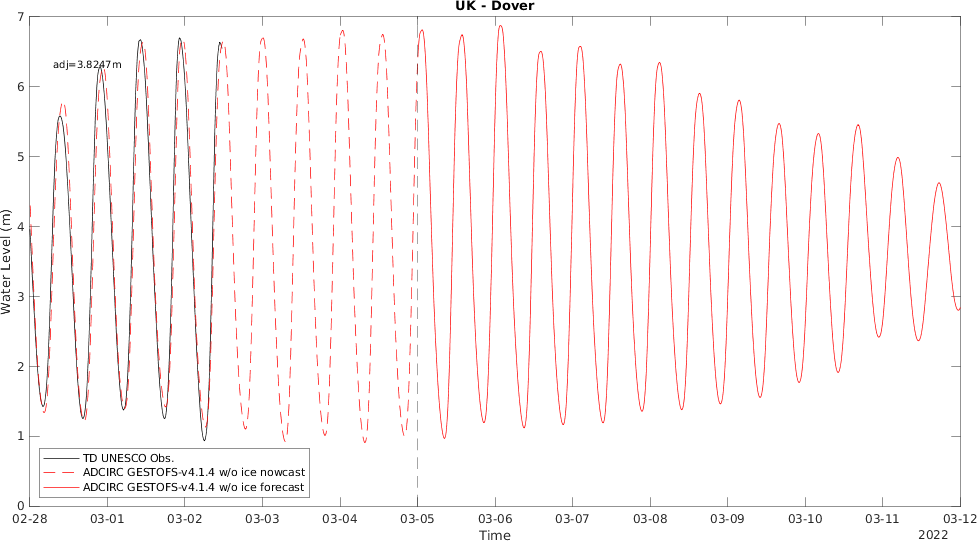 UK - Dover
adj=3.8247m
Water Level (m)
7
6
5
4
3
2
1
0
TD UNESCO Obs.
ADCIRC GESTOFS-v4.1.4 w/o ice nowcast
ADCIRC GESTOFS-v4.1.4 w/o ice forecast
02-28 03-01 03-02 03-03 03-04 03-05 03-06 03-07 03-08 03-09 03-10 03-11 03-12
Time
2022